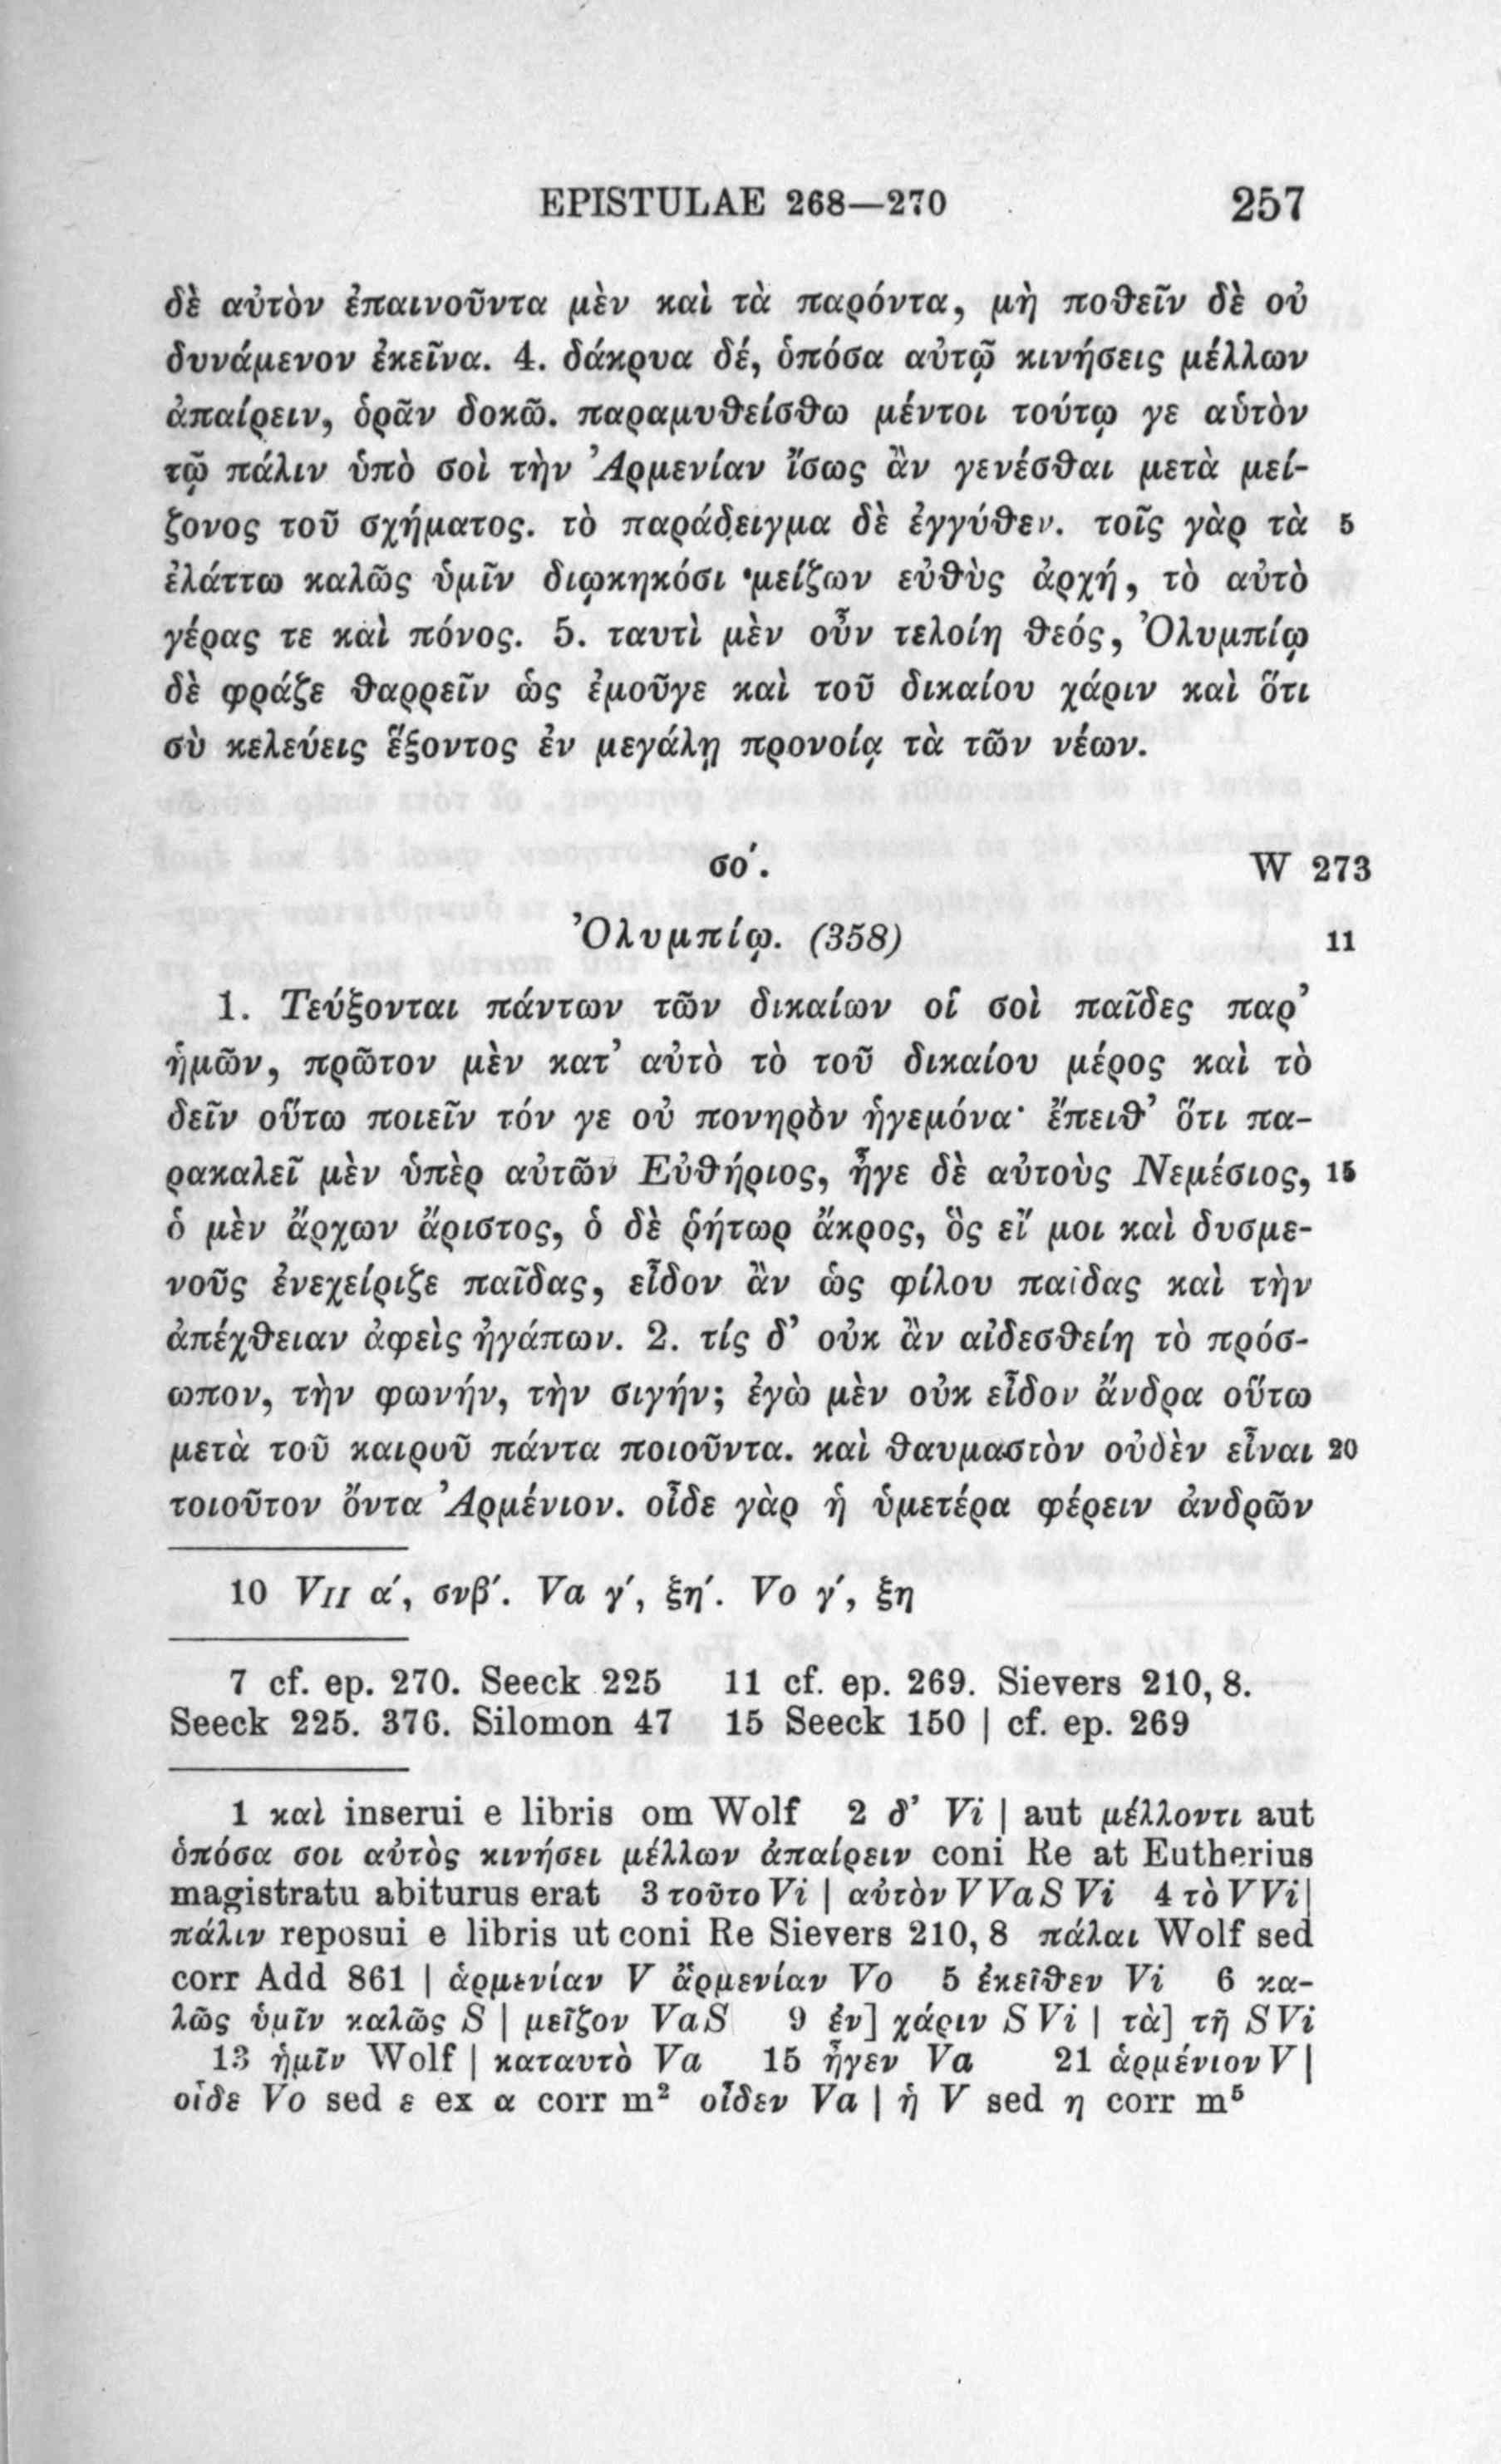 EPISTULAE 268—270 257
δὲ αὐτὸν ἐπαινοῦντα μὲν καὶ τὰ παρόντα, μὴ ποθεῖν δὲ οὐ
δυνάμενον ἐκεῖνα. 4. δάκρυα δέ, ὁπόσα αὐτῷ κινήσεις μέλλων
ἀπαίρειν, ὁρᾶν δοκῶ. παραμυθείσθω μέντοι τούτῳ γε αὑτὸν
τῷ πάλιν ὑπὸ σοὶ τὴν Ἀρμενίαν ἴσως ἂν γενέσθαι μετὰ μεί-
ζονος τοῦ σχήματος. τὸ παράδειγμα δὲ ἐγγύθεν. τοῖς γὰρ τὰ 5
ἐλάττω καλῶς ὑμῖν διῳκηκόσι μείζων εὐθὺς ἀρχή, τὸ αὐτὸ
γέρας τε καὶ πόνος. 5. ταυτὶ μὲν οὖν τελοίη θεός, Ὀλυμπίῳ
δὲ φράζε θαρρεῖν ὡς ἐμοῦγε καὶ τοῦ δικαίου χάριν καὶ ὅτι
σὺ κελεύεις ἕξοντος ἐν μεγάλῃ προνοίᾳ τὰ τῶν νέων.
σο΄. W 273
Ὀλυμπίῳ. (358) 11
1. Τεύξονται πάντων τῶν δικαίων οἱ σοὶ παῖδες παρ᾽
ἡμῶν, πρῶτον μὲν κατ᾽ αὐτὸ τὸ τοῦ δικαίου μέρος καὶ τὸ
δεῖν οὕτω ποιεῖν τόν γε οὐ πονηρὸν ἡγεμόνα· ἔπειθ᾽ ὅτι πα-
ρακαλεῖ μὲν ὑπὲρ αὐτῶν Εὐθήριος, ἦγε δὲ αὐτοὺς Νεμέσιος, 15
ὁ μὲν ἄρχων ἄριστος, ὁ δὲ ῥήτωρ ἄκρος, ὃς εἴ μοι καὶ δυσμε-
νοῦς ἐνεχείριζε παῖδας, εἶδον ἂν ὡς φίλου παῖδας καὶ τὴν
ἀπέχθειαν ἀφεὶς ἠγάπων. 2. τίς δ᾽ οὐκ ἂν αἰδεσθείη τὸ πρόσ-
ωπον, τὴν φωνήν, τὴν σιγήν; ἐγὼ μὲν οὐκ εἶδον ἄνδρα οὕτω
μετὰ τοῦ καιροῦ πάντα ποιοῦντα. καὶ θαυμαστὸν οὐδὲν εἶναι 20
τοιοῦτον ὄντα Ἀρμένιον. οἶδε γὰρ ἡ ὑμετέρα φέρειν ἀνδρῶν
10 VII α΄, συβ΄. Va γ΄, ξη΄. Vo γ΄, ξη
7 cf. ep. 270. Seeck 225 11 cf. ep. 269. Sievers 210, 8.
Seeck 225. 376. Silomon 47 15 Seeck 150 | cf. ep. 269
1 καὶ inserui e libris om Wolf 2 δ᾽ Vi | aut μέλλοντι aut
ὁπόσα σοι αὐτὸς κινήσει μέλλων ἀπαίρειν coni Re at Eutherius
magistratu abiturus erat 3 τοῦτο Vi | αὐτὸν V Va S Vi 4 τὸ V Vi |
πάλιν reposui e libris ut coni Re Sievers 210, 8 πάλαι Wolf sed
corr Add 861 | ἁρμενίαν V ἄρμενίαν Vo 5 ἐκεῖθεν Vi 6 κα-
λῶς ὑμῖν καλῶς S | μεῖζον Va S 9 ἐν] χάριν S Vi | τὰ] τῇ S Vi
13 ἡμῖν Wolf | καταυτὸ Va 15 ἦγεν Va 21 ἁρμένιον V |
οἶδε Vo sed ε ex α corr m² οἶδεν Va | ἡ V sed η corr m⁵